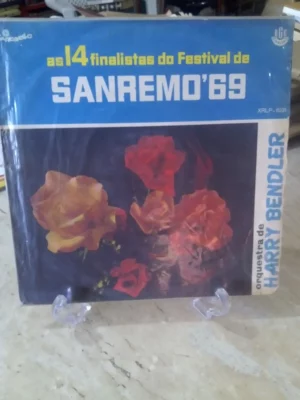 as 14 finalistas do Festival de
SANREMO'69
orquestra de
HARRY BENDLER